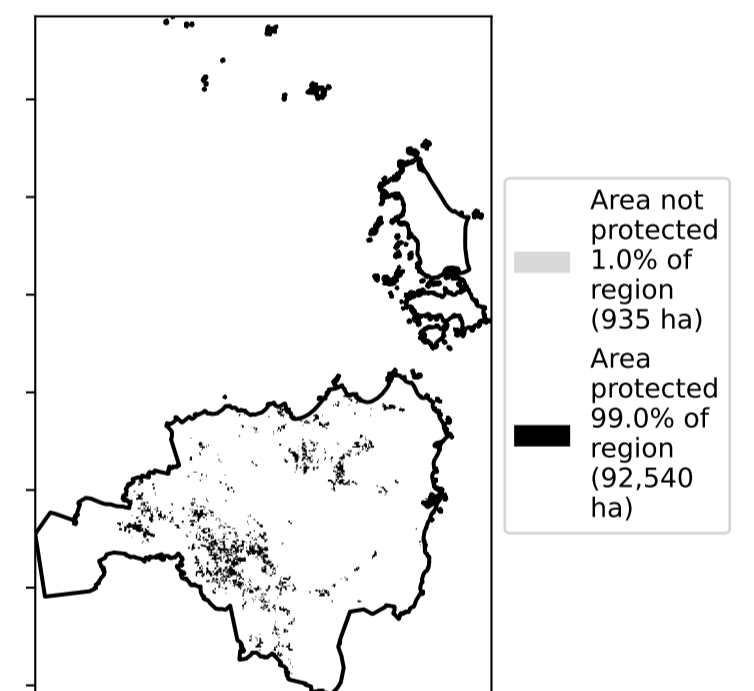 Area not
protected
1.0% of
region
(935 ha)
Area
protected
99.0% of
region
(92,540
ha)